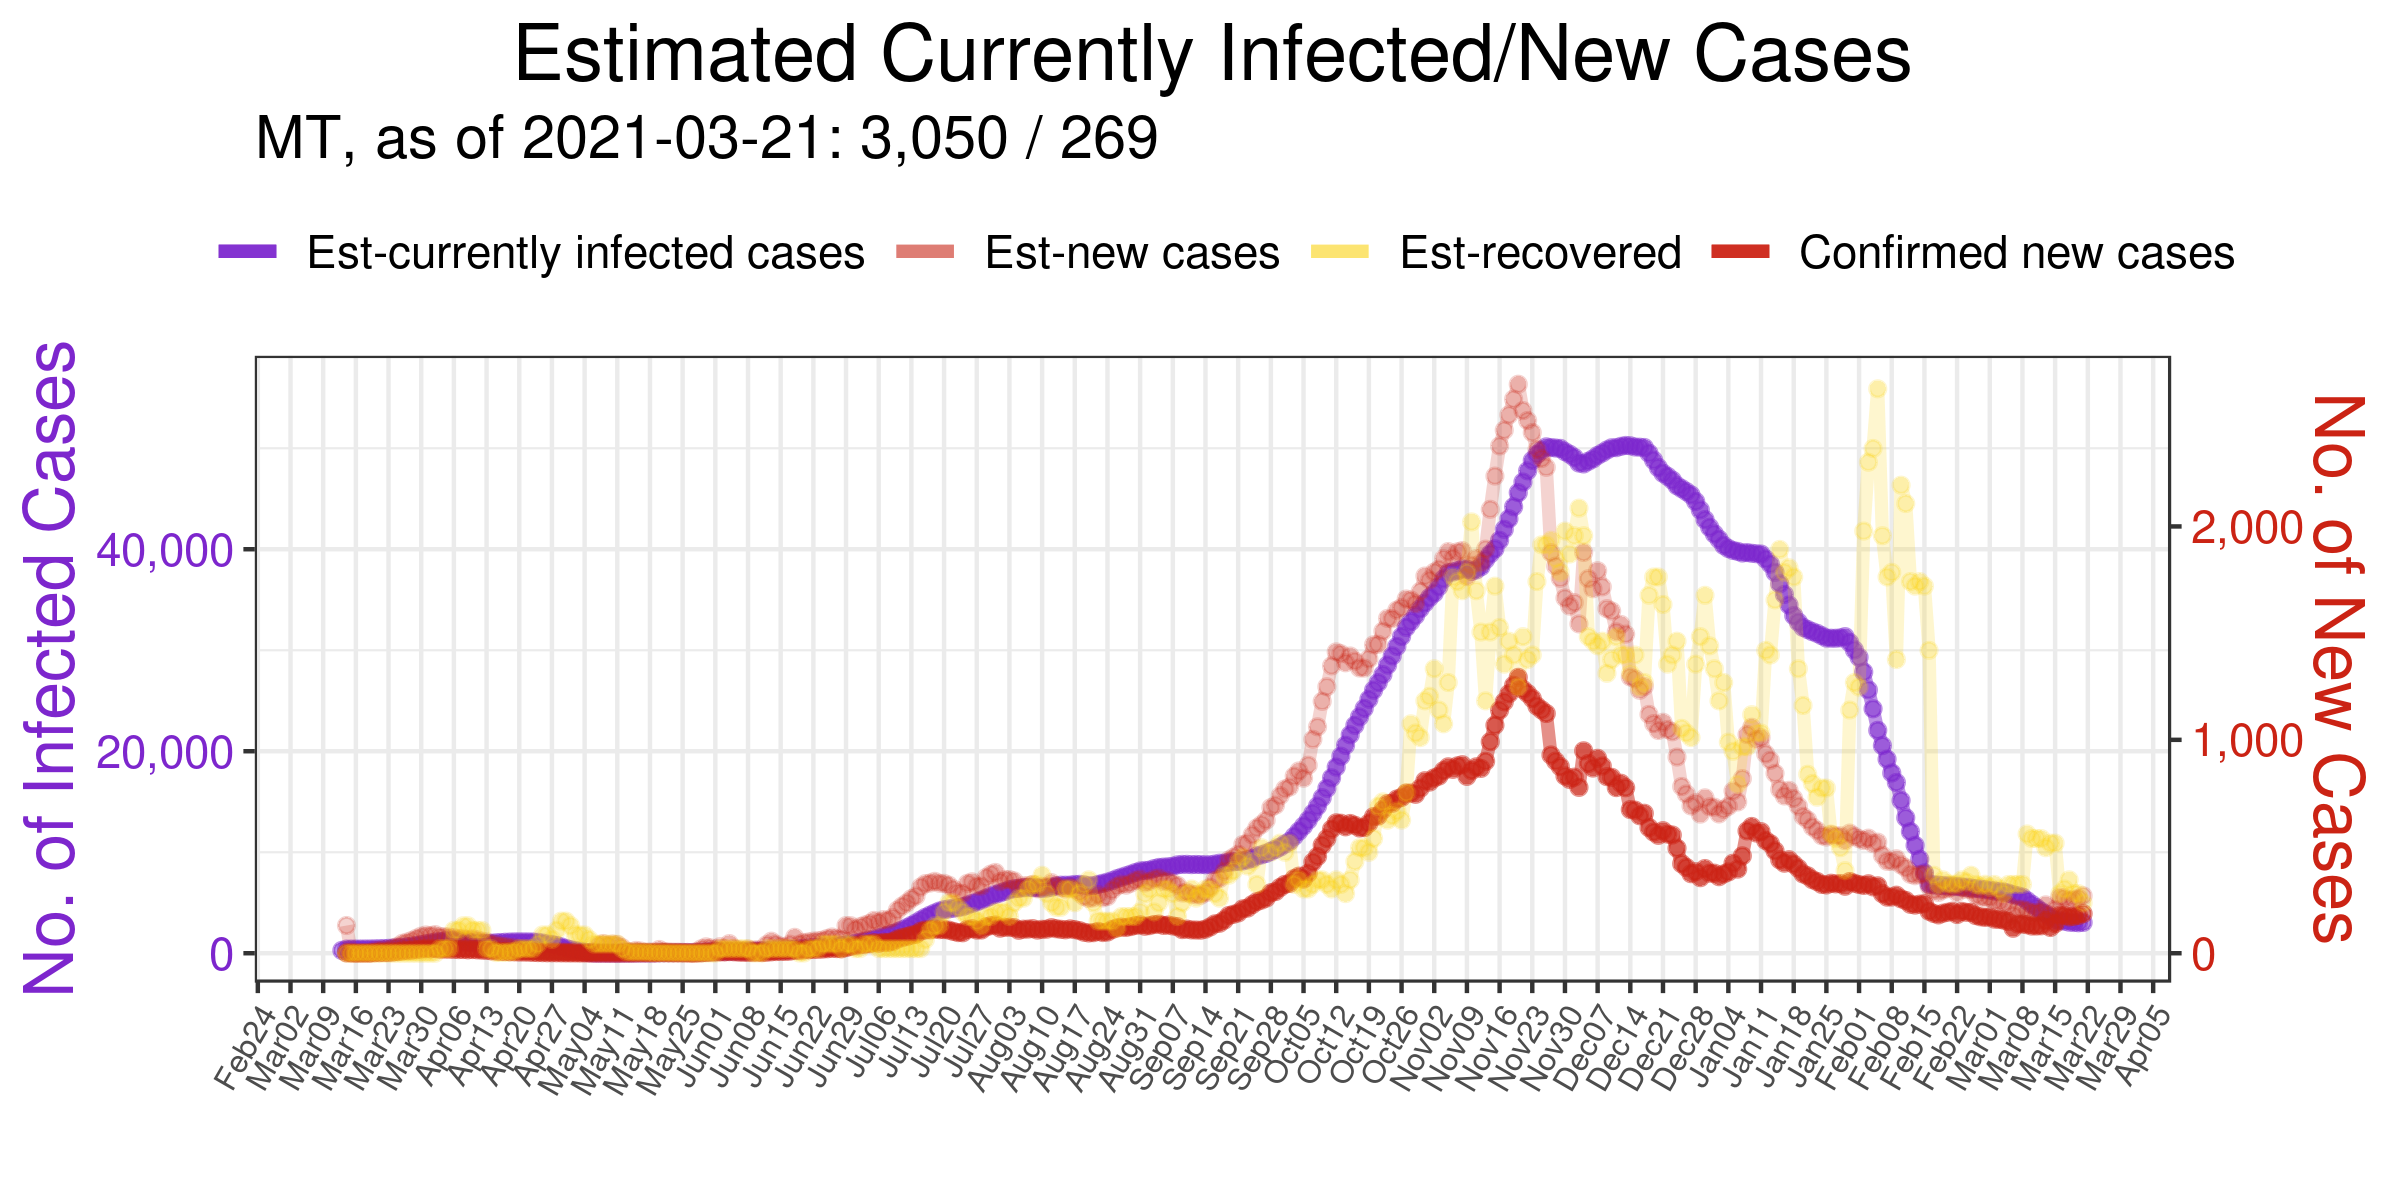 Estimated Currently Infected/New Cases
MT, as of 2021-03-21: 3,050 / 269
Est-currently infected cases Est-new cases Est-recovered Confirmed new cases
No. of Infected Cases
40,000
20,000
0
No. of New Cases
2,000
1,000
0
Feb24 Mar02 Mar09 Mar16 Mar23 Mar30 Apr06 Apr13 Apr20 Apr27 May04 May11 May18 May25 Jun01 Jun08 Jun15 Jun22 Jun29 Jul06 Jul13 Jul20 Jul27 Aug03 Aug10 Aug17 Aug24 Aug31 Sep07 Sep14 Sep21 Sep28 Oct05 Oct12 Oct19 Oct26 Nov02 Nov09 Nov16 Nov23 Nov30 Dec07 Dec14 Dec21 Dec28 Jan04 Jan11 Jan18 Jan25 Feb01 Feb08 Feb15 Feb22 Mar01 Mar08 Mar15 Mar22 Mar29 Apr05